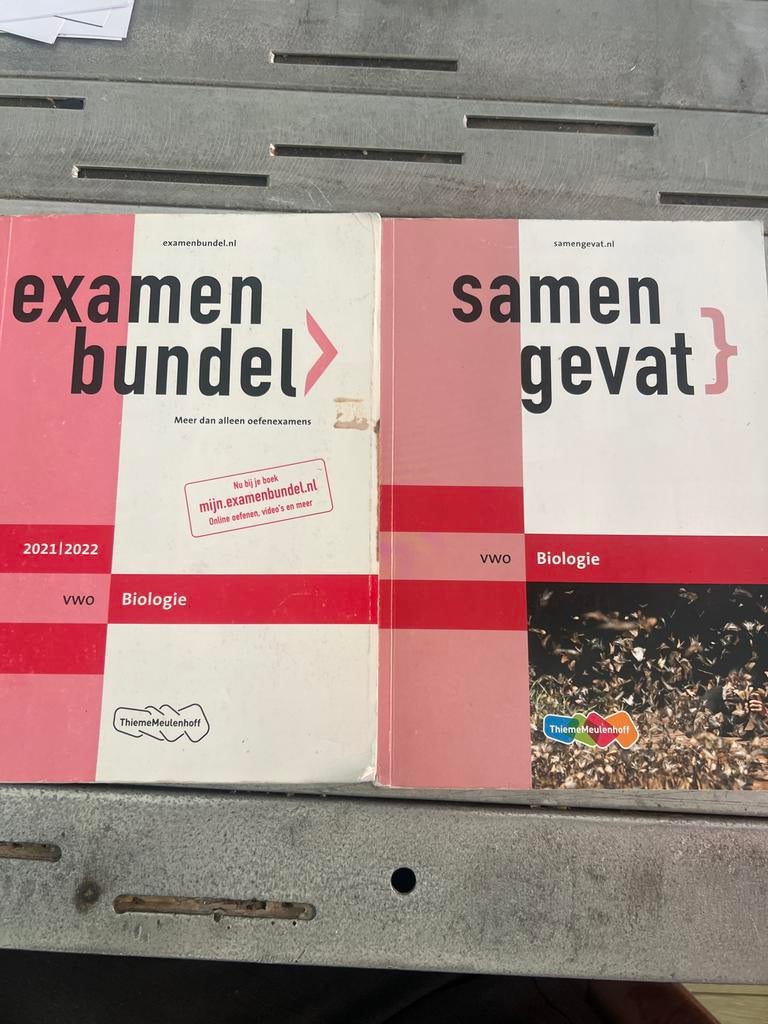 examenbundel.nl
examen
bundel>
Meer dan alleen oefenexamens
Nu bij je boek
mijn.examenbundel.nl
Online oefenen, video's en meer
2021|2022
vwo Biologie
ThiemeMeulenhoff
samengevat.nl
samen
gevat}
vwo Biologie
ThiemeMeulenhoff